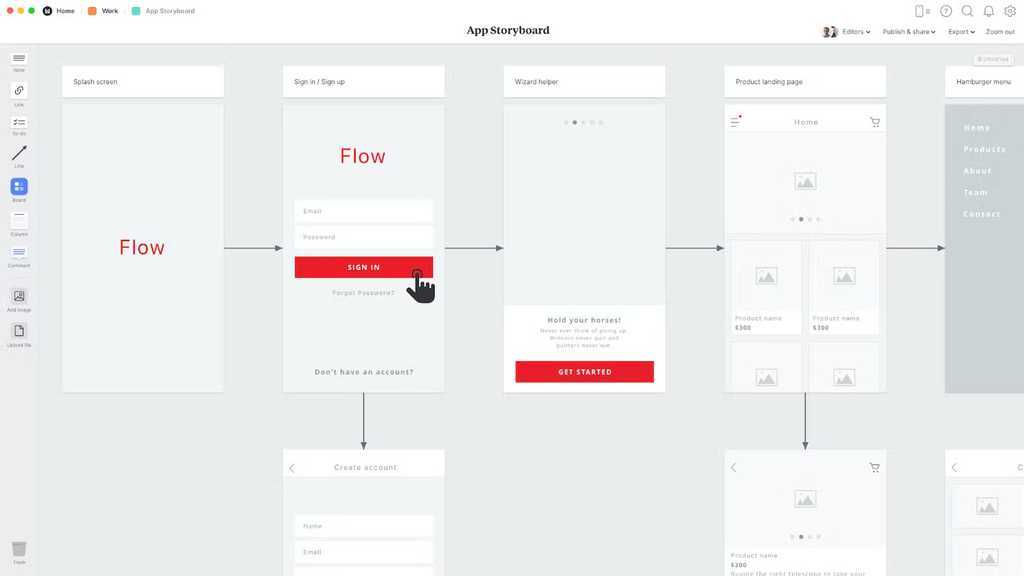 Home
Work
App Storyboard
App Storyboard
Editors
Publish & share
Export
Zoom out
Note
Link
To-do
Line
Board
Column
Comment
Add image
Upload file
Trash
Splash screen
Flow
Sign in / Sign up
Flow
Email
Password
SIGN IN
Forgot Password?
Don't have an account?
Create account
Name
Email
Wizard helper
Hold your horses!
Never ever think of giving up.
Winners never quit and
quitters never win.
GET STARTED
Product landing page
Home
Product name
$300
Product name
$300
Product name
$300
Hamburger menu
Home
Products
About
Team
Contact
C